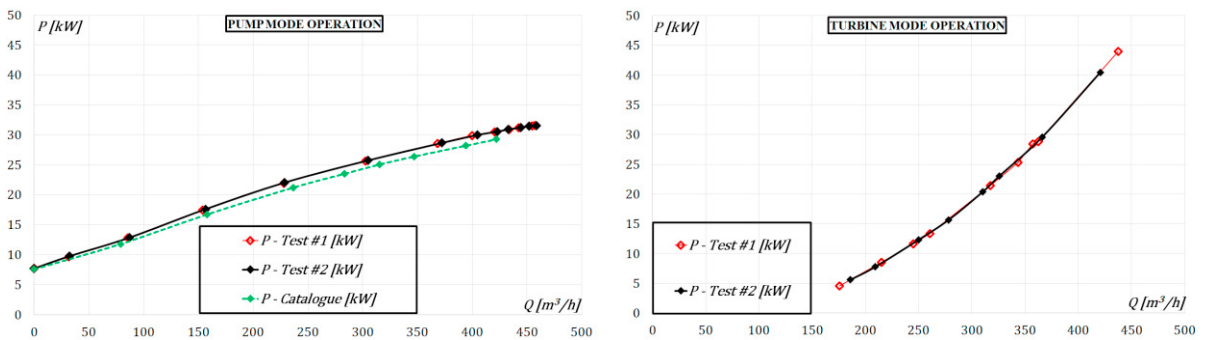 P [kW]
PUMP MODE OPERATION
50
45
40
35
30
25
20
15
10
5
0
P - Test #1 [kW]
P - Test #2 [kW]
P - Catalogue [kW]
Q [m³/h]
0 50 100 150 200 250 300 350 400 450 500
P [kW]
TURBINE MODE OPERATION
50
45
40
35
30
25
20
15
10
5
0
P - Test #1 [kW]
P - Test #2 [kW]
Q [m³/h]
0 50 100 150 200 250 300 350 400 450 500